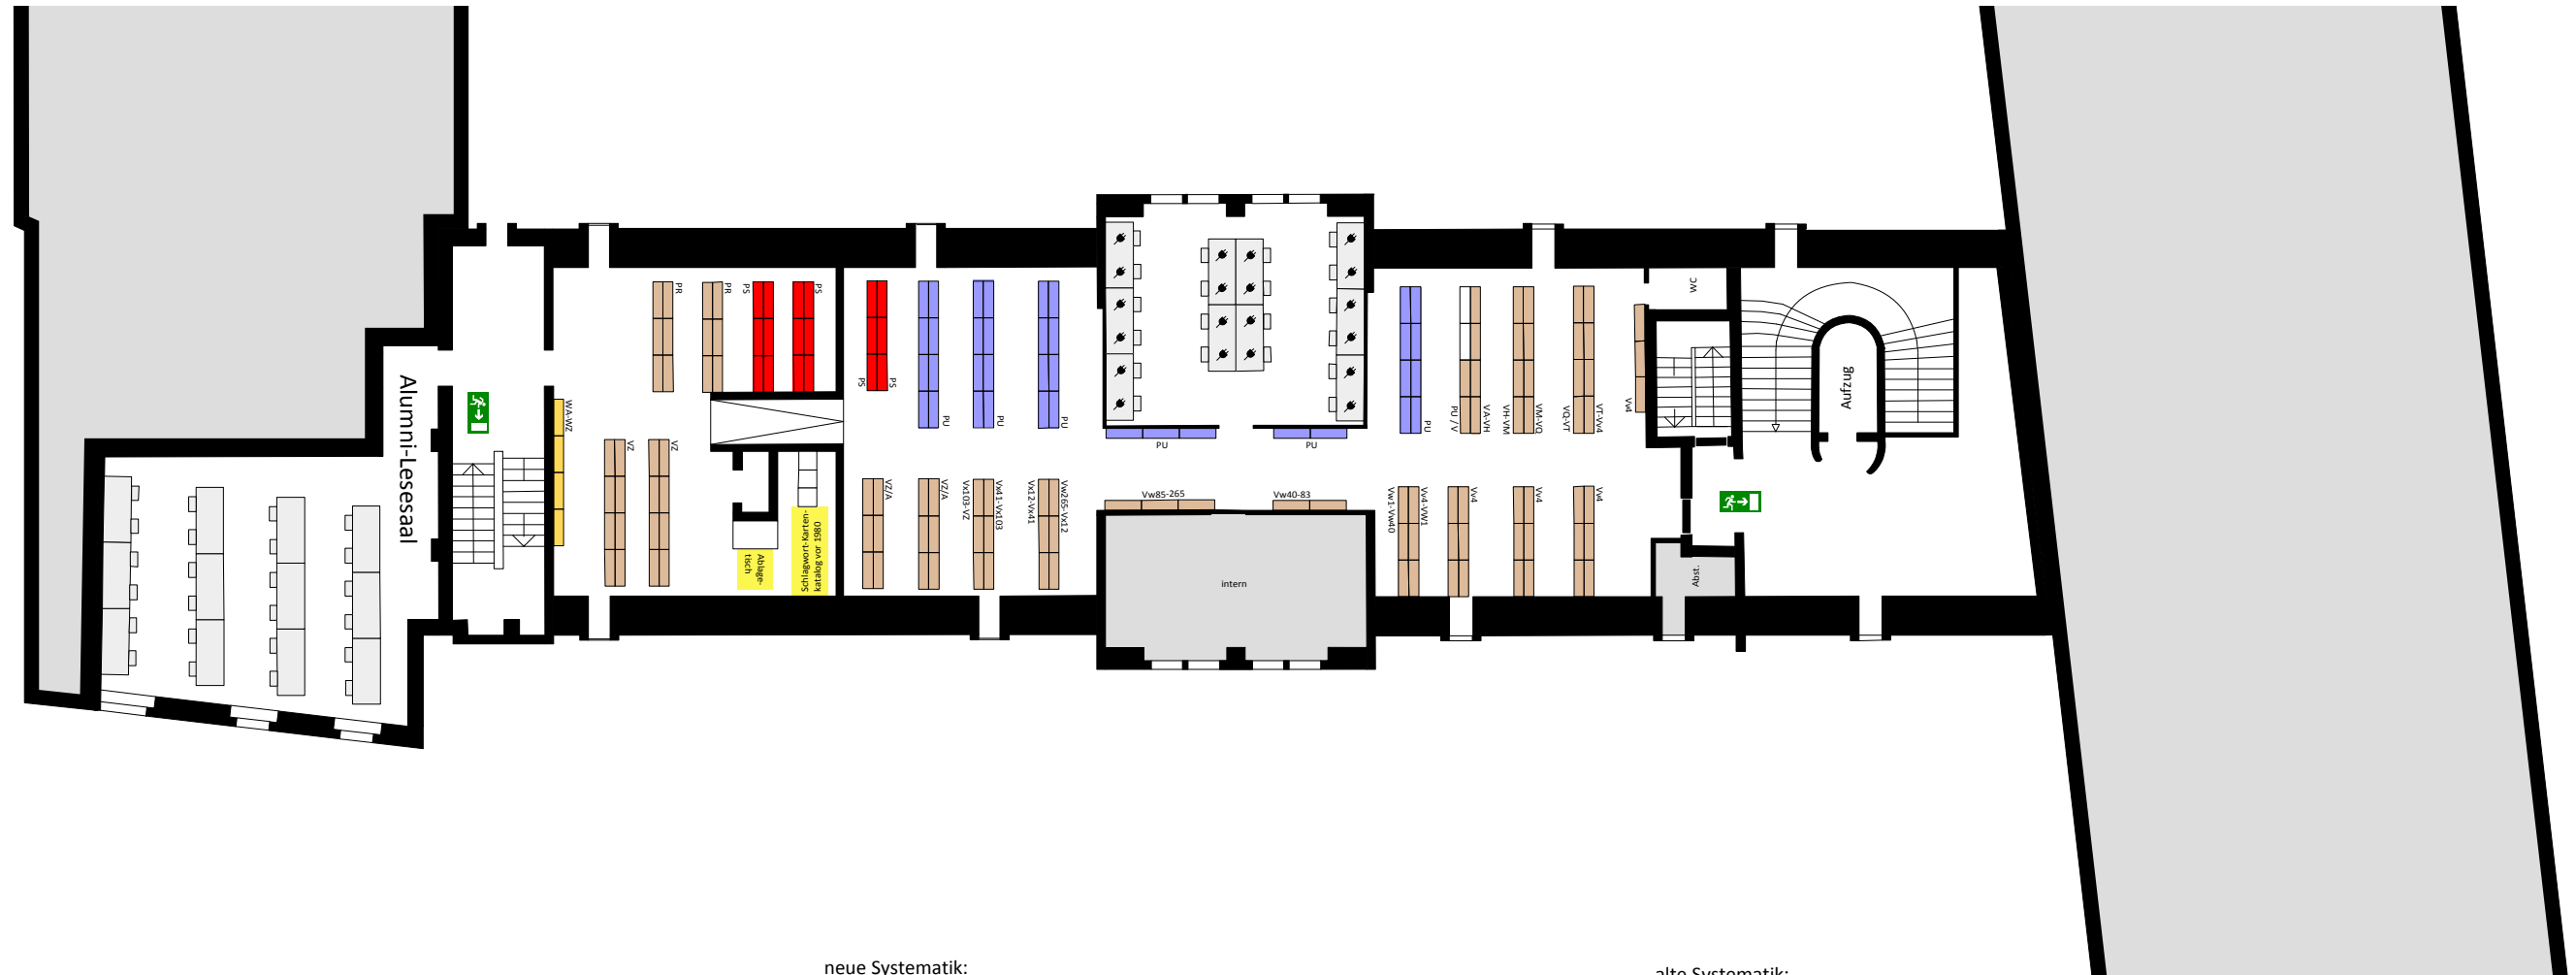 Alumni-Lesesaal
WA-WZ
PR
PR
PS
PS
PS
PS
PU
PU
PU
PU
PU
PU
PU / V
VA-VH
VH-VM
VM-VQ
VQ-VT
VT-Vv4
Vv4
WC
Aufzug
VZ
VZ
Ablage-
tisch
Schlagwort-Karten-
katalog vor 1980
VZ/A
VZ/A
Vx103-VZ
Vx41-Vx103
Vx12-Vx41
Vw265-Vx12
Vw85-265
Vw40-83
intern
Vw1-Vw40
Vv4-VW1
Vv4
Vv4
Vv4
Abst.
neue Systematik:
alte Systematik: